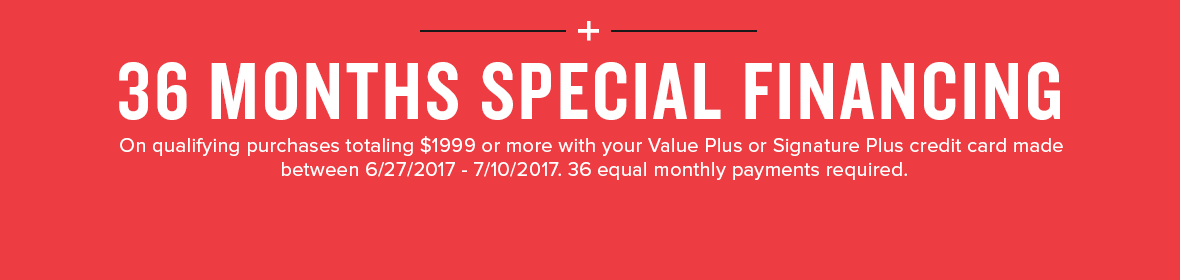 +
36 MONTHS SPECIAL FINANCING
On qualifying purchases totaling $1999 or more with your Value Plus or Signature Plus credit card made
between 6/27/2017 - 7/10/2017. 36 equal monthly payments required.